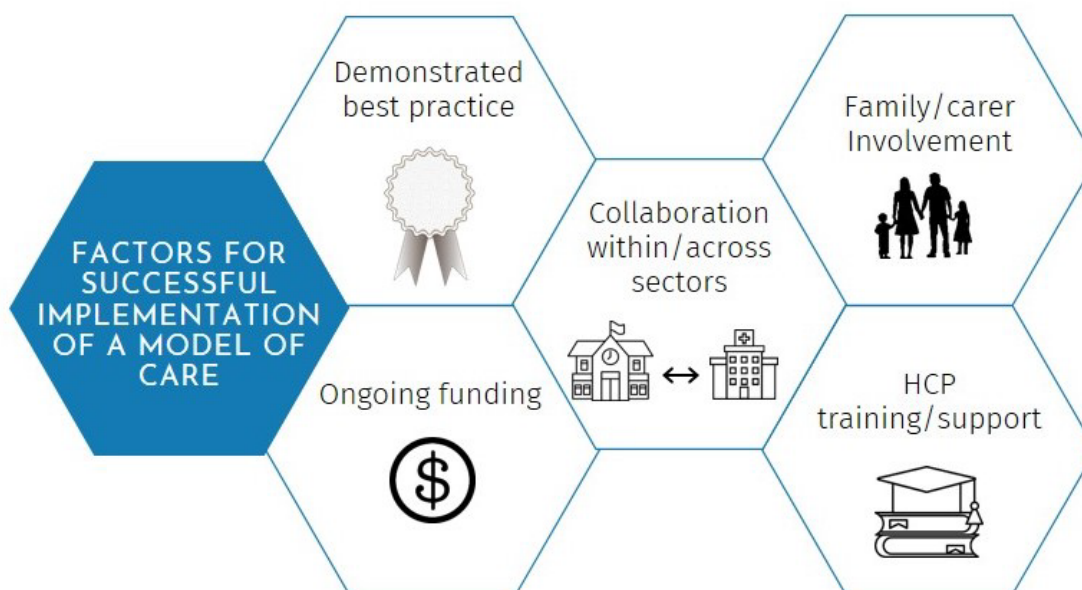 FACTORS FOR
SUCCESSFUL
IMPLEMENTATION
OF A MODEL OF
CARE
Demonstrated
best practice
Ongoing funding
$
Collaboration
within/across
sectors
Family/carer
Involvement
HCP
training/support